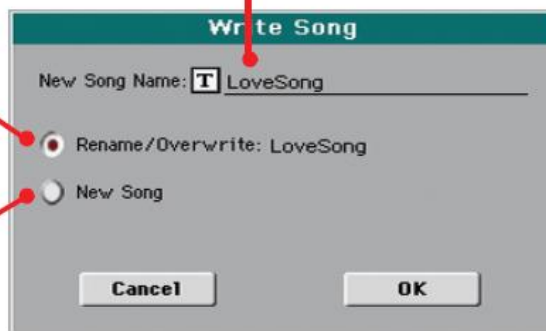 Write Song
New Song Name: T LoveSong
Rename/Overwrite: LoveSong
New Song
Cancel OK